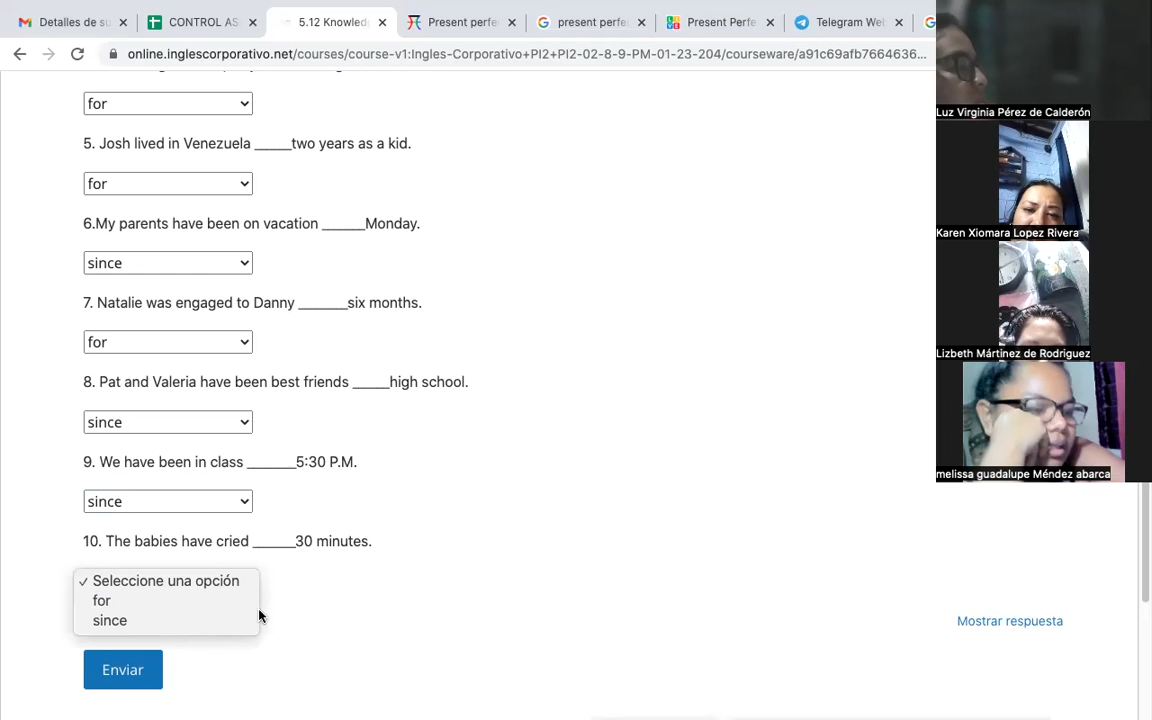 Detalles de su
CONTROL AS
5.12 Knowled
Present perfe
present perfe
Present Perfe
Telegram Web
online.inglescorporativo.net/courses/course-v1:Ingles-Corporativo+PI2+PI2-02-8-9-PM-01-23-204/courseware/a91c69afb7664636...
for
5. Josh lived in Venezuela _____two years as a kid.
for
6.My parents have been on vacation ______Monday.
since
7. Natalie was engaged to Danny _______six months.
for
8. Pat and Valeria have been best friends _____high school.
since
9. We have been in class _______5:30 P.M.
since
10. The babies have cried ______30 minutes.
✓ Seleccione una opción
for
since
Mostrar respuesta
Enviar
Luz Virginia Pérez de Calderón
Karen Xiomara Lopez Rivera
Lizbeth Mártinez de Rodriguez
melissa guadalupe Méndez abarca